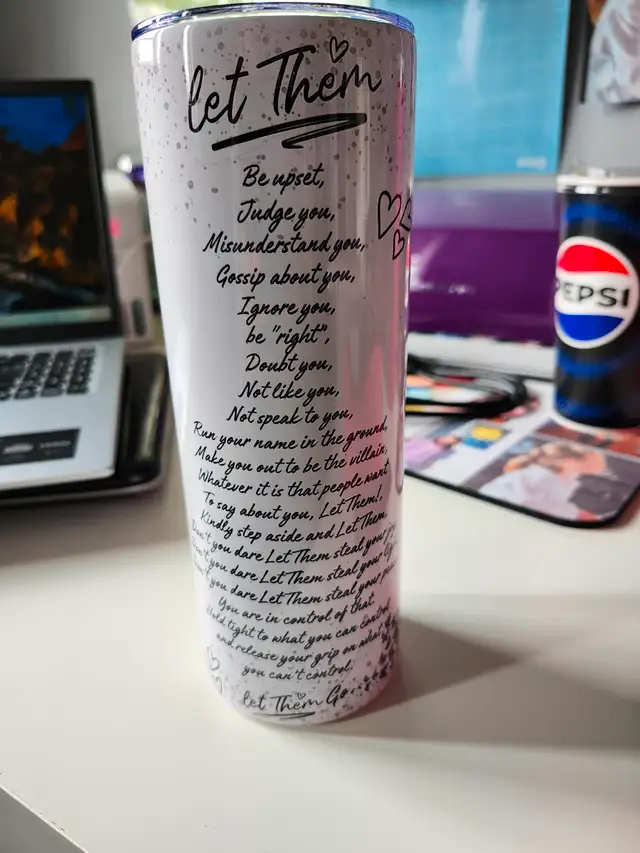 let Them
Be upset,
Judge you,
Misunderstand you,
Gossip about you,
Ignore you,
be "right",
Doubt you,
Not like you,
Not speak to you,
Run your name in the ground,
Make you out to be the villain,
Whatever it is that people want
To say about you, Let Them!,
Kindly step aside and Let Them,
you dare Let Them steal your
you dare Let Them steal your
you dare Let Them steal your
You are in control of that.
Hold tight to what you can control
and release your grip on what
you can't control.
let Them Go
PEPSI